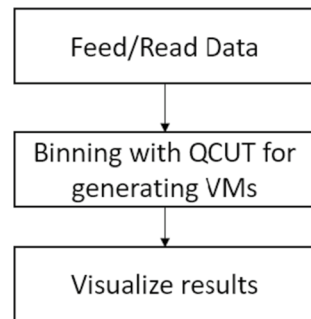 Feed/Read Data
Binning with QCUT for
generating VMs
Visualize results